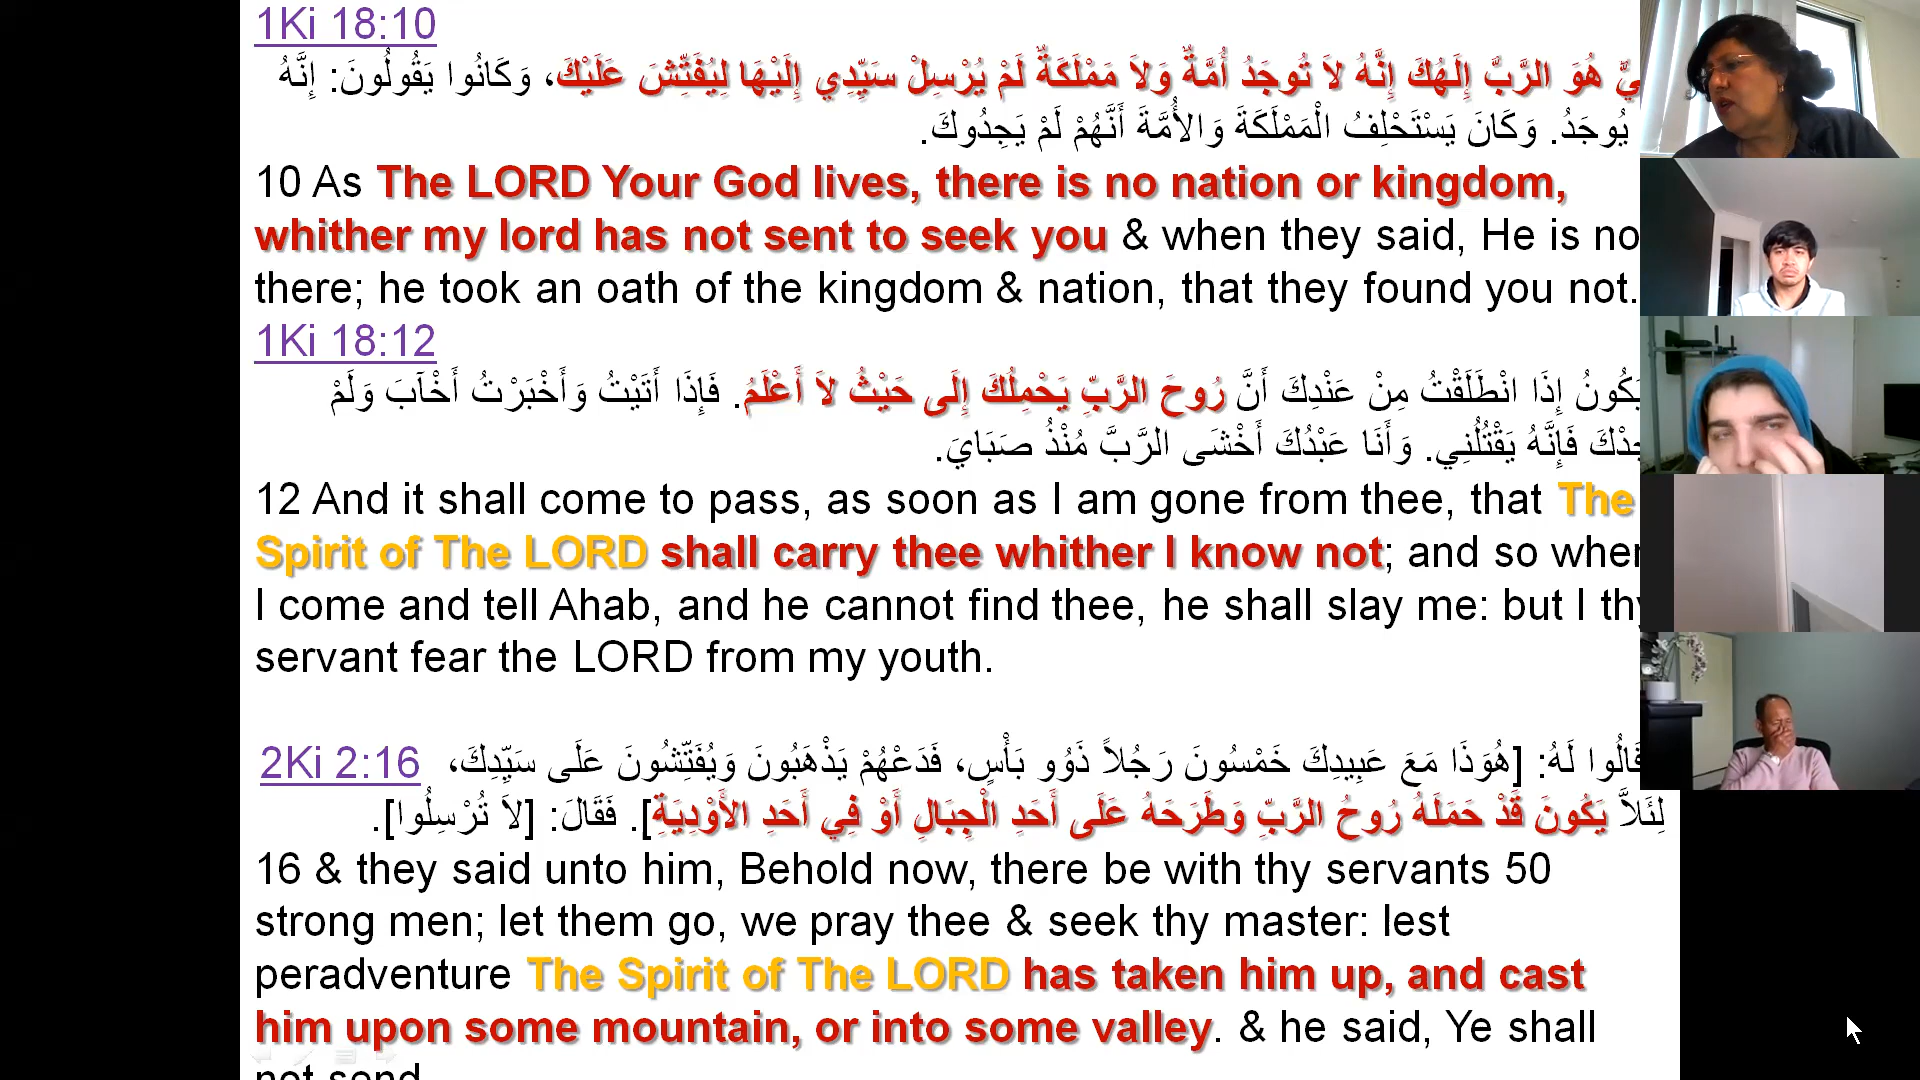 1Ki 18:10
هُوَ الرَّبُّ إِلَهُكَ إِنَّهُ لاَ تُوجَدُ أُمَّةٌ وَلاَ مَمْلَكَةٌ لَمْ يُرْسِلْ سَيِّدِي إِلَيْهَا لِيُفَتِّشَ عَلَيْكَ، وَكَانُوا يَقُولُونَ: إِنَّهُ
يُوجَدُ. وَكَانَ يَسْتَحْلِفُ الْمَمْلَكَةَ وَالأُمَّةَ أَنَّهُمْ لَمْ يَجِدُوكَ.
10 As The LORD Your God lives, there is no nation or kingdom,
whither my lord has not sent to seek you & when they said, He is no
there; he took an oath of the kingdom & nation, that they found you not.
1Ki 18:12
يَكُونُ إِذَا انْطَلَقْتُ مِنْ عَنْدِكَ أَنَّ رُوحَ الرَّبِّ يَحْمِلُكَ إِلَى حَيْثُ لاَ أَعْلَمُ. فَإِذَا أَتَيْتُ وَأَخْبَرْتُ أَخْآبَ وَلَمْ
فَإِنَّهُ يَقْتُلُنِي. وَأَنَا عَبْدُكَ أَخْشَى الرَّبَّ مُنْذُ صَبَايَ.
12 And it shall come to pass, as soon as I am gone from thee, that The
Spirit of The LORD shall carry thee whither I know not; and so when
I come and tell Ahab, and he cannot find thee, he shall slay me: but I thy
servant fear the LORD from my youth.
2Ki 2:16 قَالُوا لَهُ: [هُوَذَا مَعَ عَبِيدِكَ خَمْسُونَ رَجُلاً ذَوُو بَأْسٍ، فَدَعْهُمْ يَذْهَبُونَ وَيُفَتِّشُونَ عَلَى سَيِّدِكَ،
لِئَلاَّ يَكُونَ قَدْ حَمَلَهُ رُوحُ الرَّبِّ وَطَرَحَهُ عَلَى أَحَدِ الْجِبَالِ أَوْ فِي أَحَدِ الأَوْدِيَةِ]. فَقَالَ: [لاَ تُرْسِلُوا].
16 & they said unto him, Behold now, there be with thy servants 50
strong men; let them go, we pray thee & seek thy master: lest
peradventure The Spirit of The LORD has taken him up, and cast
him upon some mountain, or into some valley. & he said, Ye shall
not send